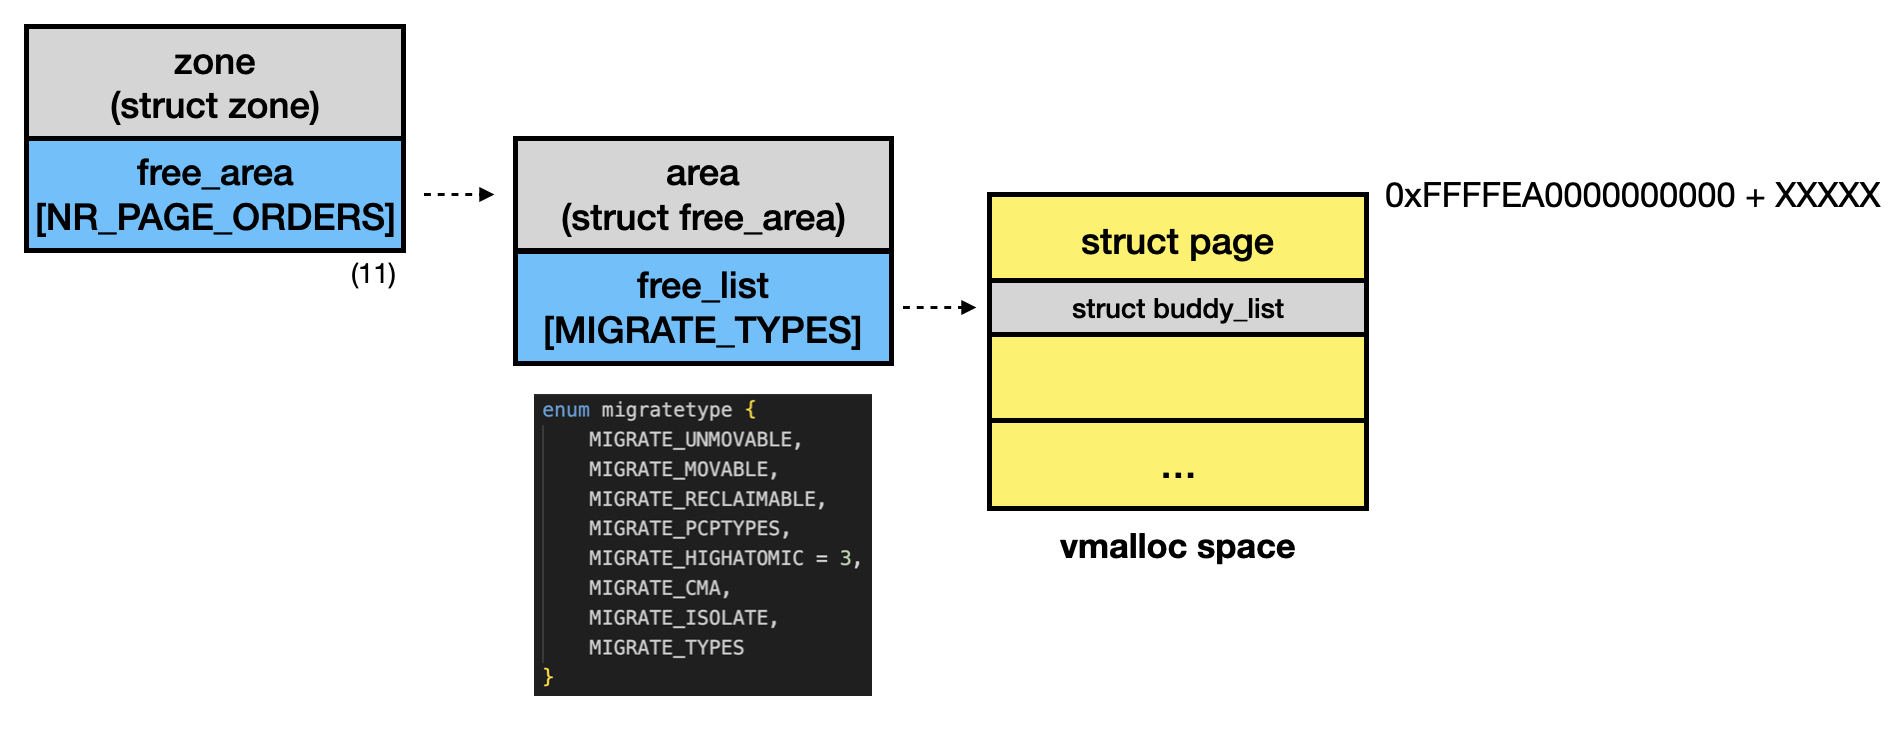 zone
(struct zone)
free_area
[NR_PAGE_ORDERS]
(11)
area
(struct free_area)
free_list
[MIGRATE_TYPES]
enum migratetype {
MIGRATE_UNMOVABLE,
MIGRATE_MOVABLE,
MIGRATE_RECLAIMABLE,
MIGRATE_PCPTYPES,
MIGRATE_HIGHATOMIC = 3,
MIGRATE_CMA,
MIGRATE_ISOLATE,
MIGRATE_TYPES
}
0xFFFFEA0000000000 + XXXXX
struct page
struct buddy_list
...
vmalloc space